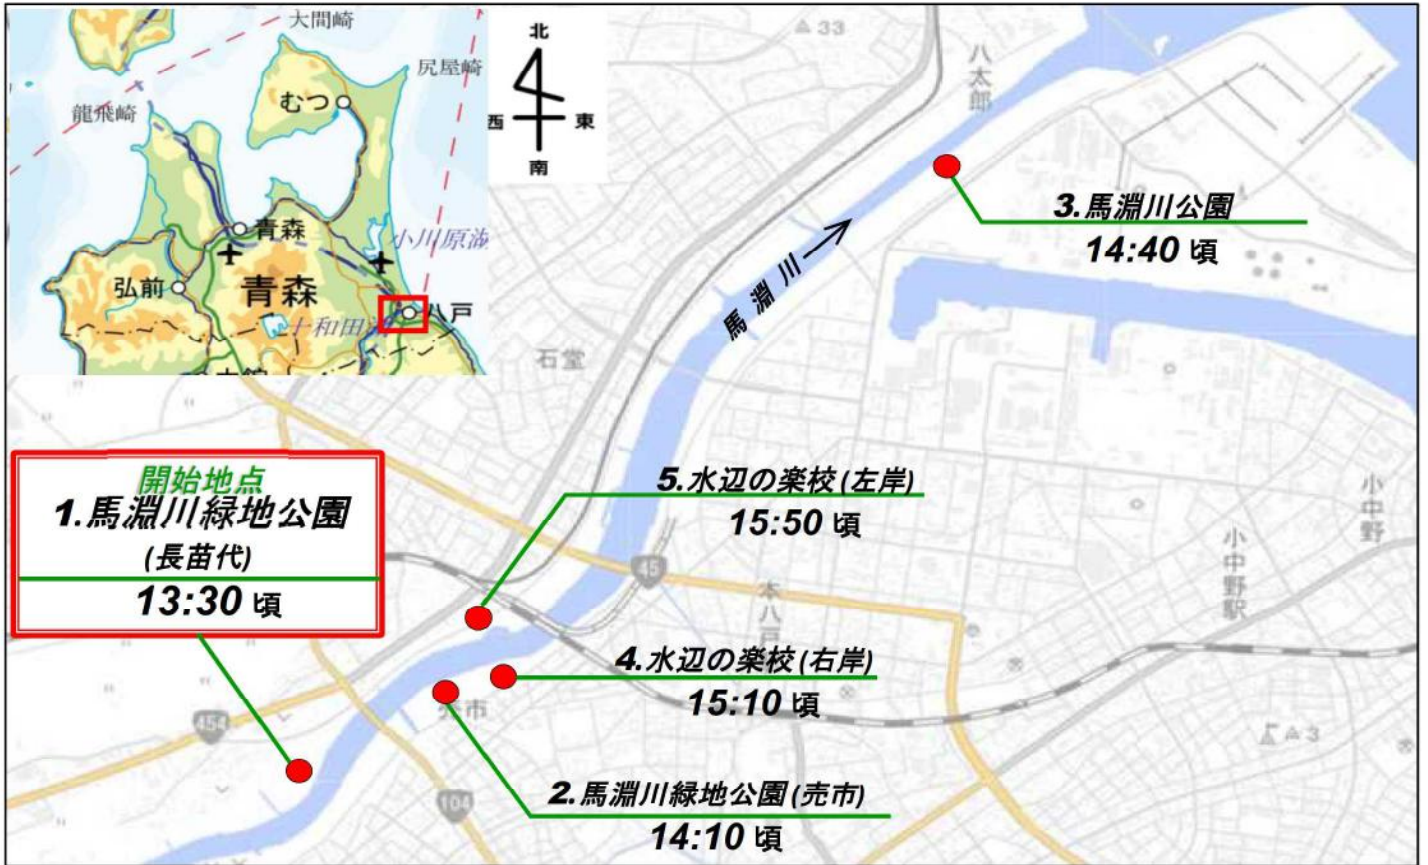 大間崎
北
尻屋崎
龍飛崎
むつ
西
東
南
青森
小川原湖
弘前
青森
八戸
十和田
33
八太郎
3.馬淵川公園
14:40 頃
馬淵川
石堂
開始地点
1.馬淵川緑地公園
(長苗代)
13:30 頃
5.水辺の楽校(左岸)
15:50 頃
小中野
小中野駅
45
本八戸
4.水辺の楽校(右岸)
15:10 頃
売市
454
3
104
2.馬淵川緑地公園(売市)
14:10 頃